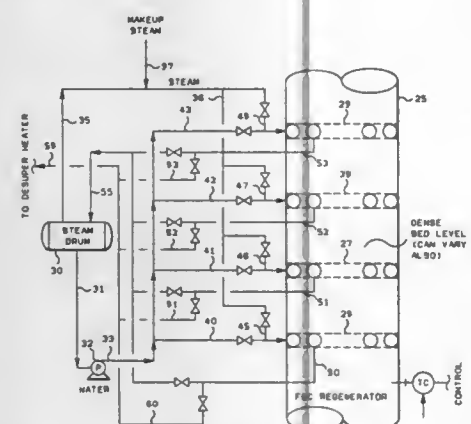 MAKEUP
STEAM
97
STEAM
36
43
49
29
25
35
TO DESUPER HEATER
59
55
93
53
42
47
39
STEAM
DRUM
30
92
52
DENSE
BED LEVEL
(CAN VARY
ALSO)
41
46
27
31
91
51
33
32
P
WATER
40
45
50
FCC REGENERATOR
TC
CONTROL
60